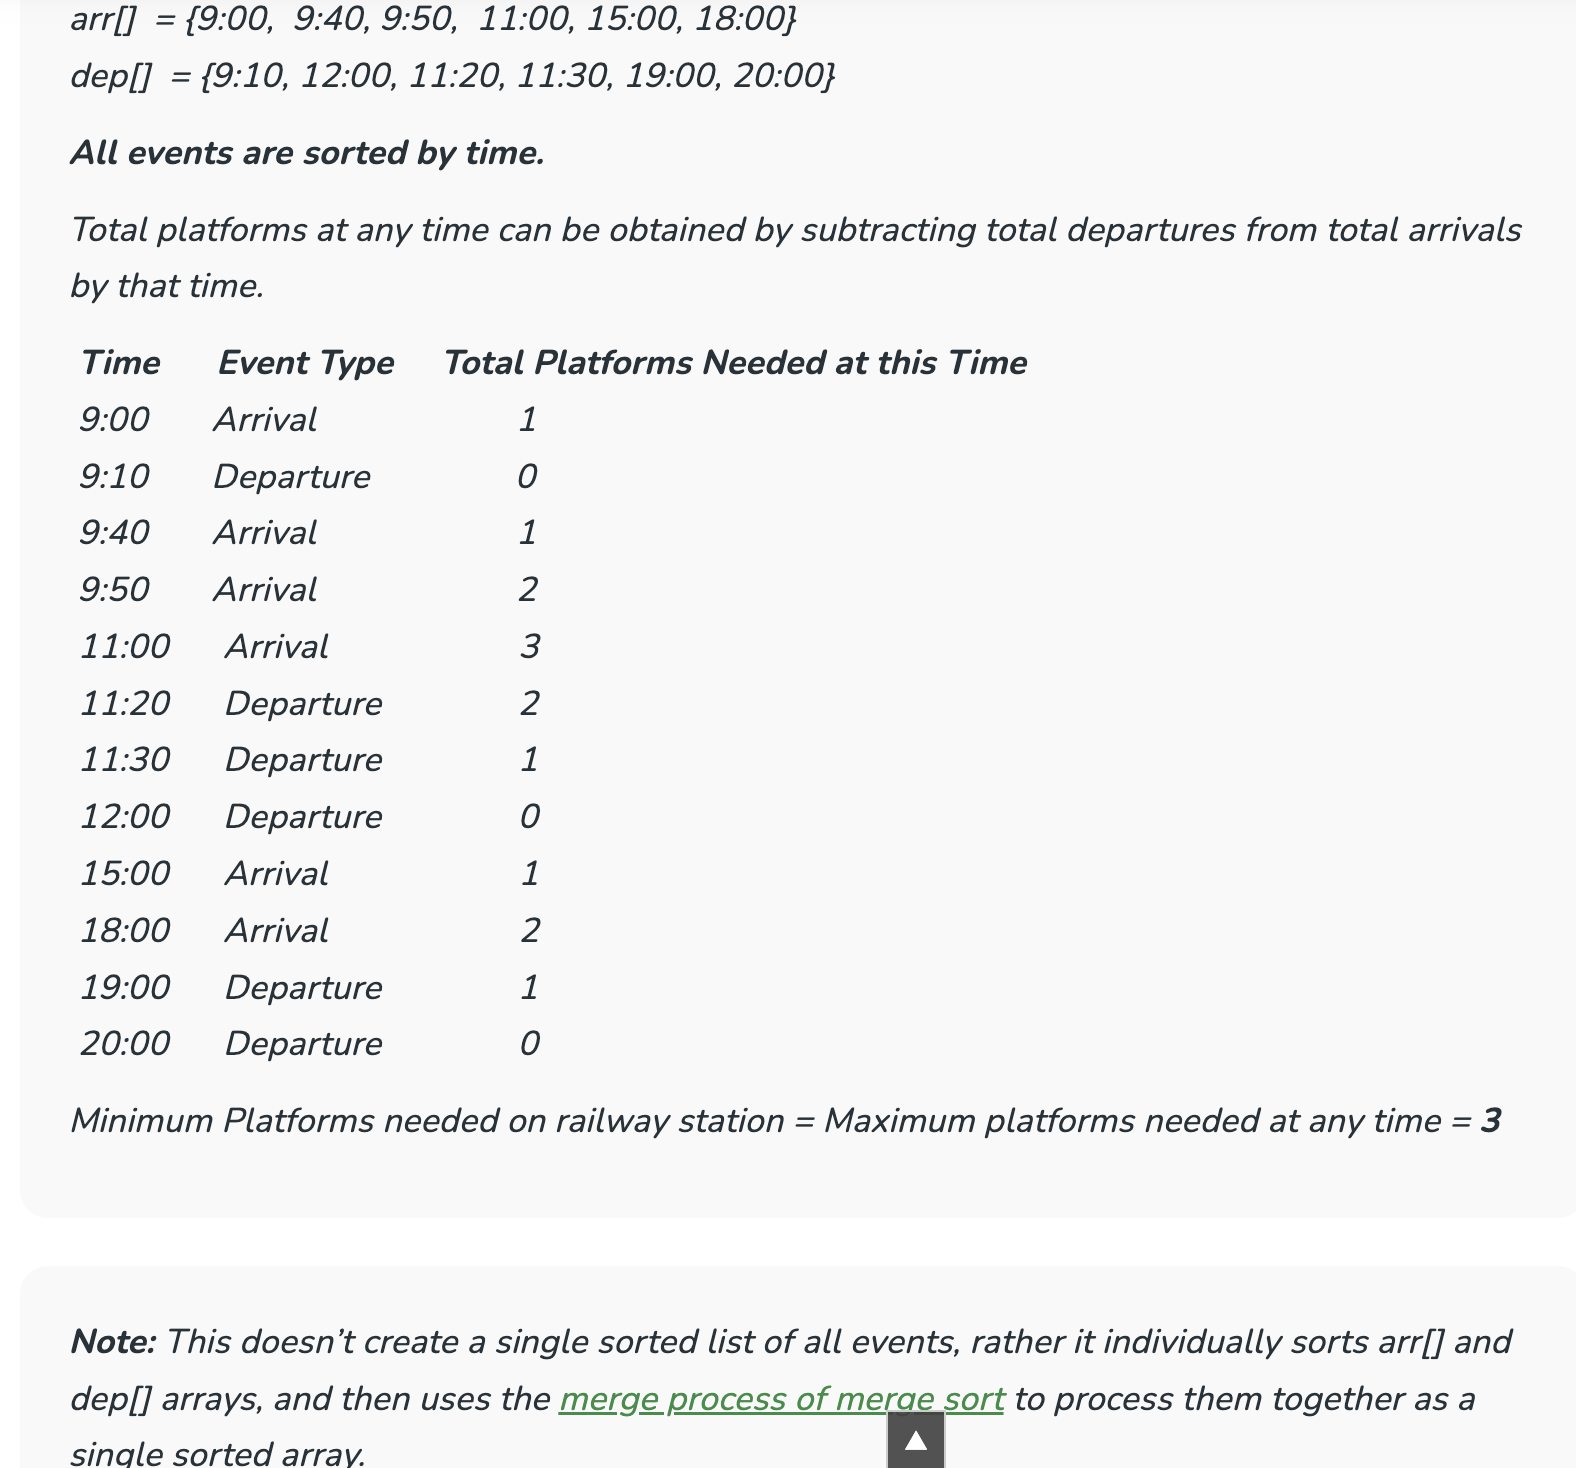 arr[] = {9:00, 9:40, 9:50, 11:00, 15:00, 18:00}
dep[] = {9:10, 12:00, 11:20, 11:30, 19:00, 20:00}
All events are sorted by time.
Total platforms at any time can be obtained by subtracting total departures from total arrivals
by that time.
Time Event Type Total Platforms Needed at this Time
9:00 Arrival 1
9:10 Departure 0
9:40 Arrival 1
9:50 Arrival 2
11:00 Arrival 3
11:20 Departure 2
11:30 Departure 1
12:00 Departure 0
15:00 Arrival 1
18:00 Arrival 2
19:00 Departure 1
20:00 Departure 0
Minimum Platforms needed on railway station = Maximum platforms needed at any time = 3
Note: This doesn’t create a single sorted list of all events, rather it individually sorts arr[] and
dep[] arrays, and then uses the merge process of merge sort to process them together as a
single sorted array.